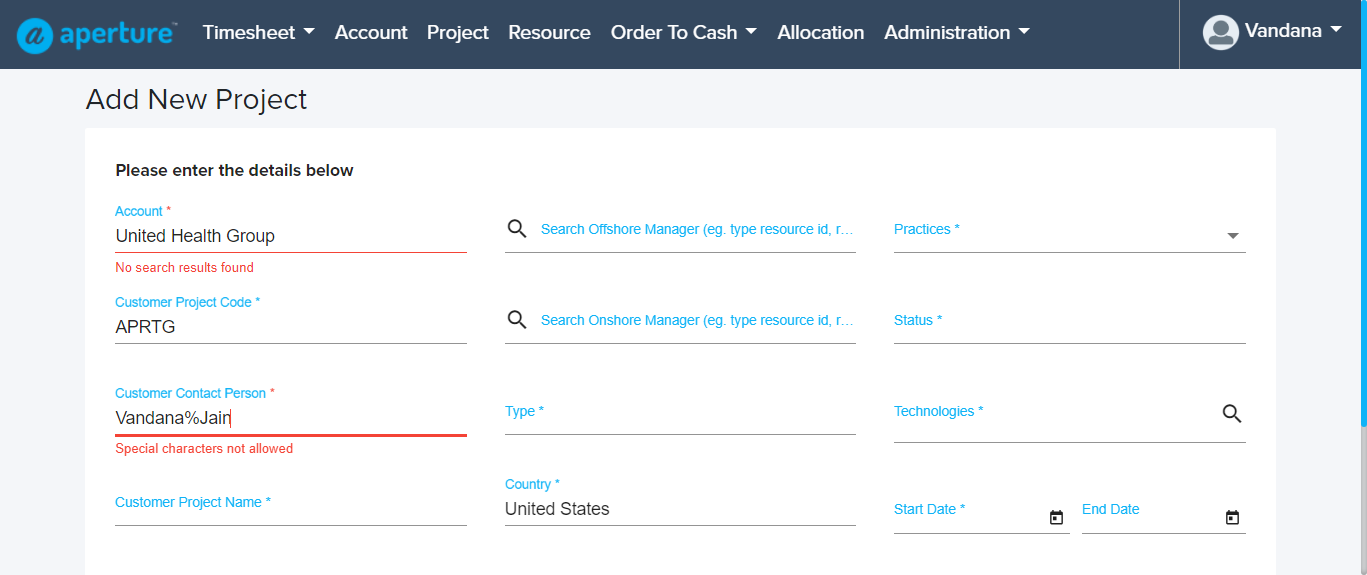 @ aperture™ Timesheet Account Project Resource Order To Cash Allocation Administration Vandana
Add New Project
Please enter the details below
Account *
United Health Group
No search results found
Search Offshore Manager (eg. type resource id, r...
Practices *
Customer Project Code *
APRTG
Search Onshore Manager (eg. type resource id, r...
Status *
Customer Contact Person *
Vandana%Jain
Special characters not allowed
Type *
Technologies *
Customer Project Name *
Country *
United States
Start Date *
End Date